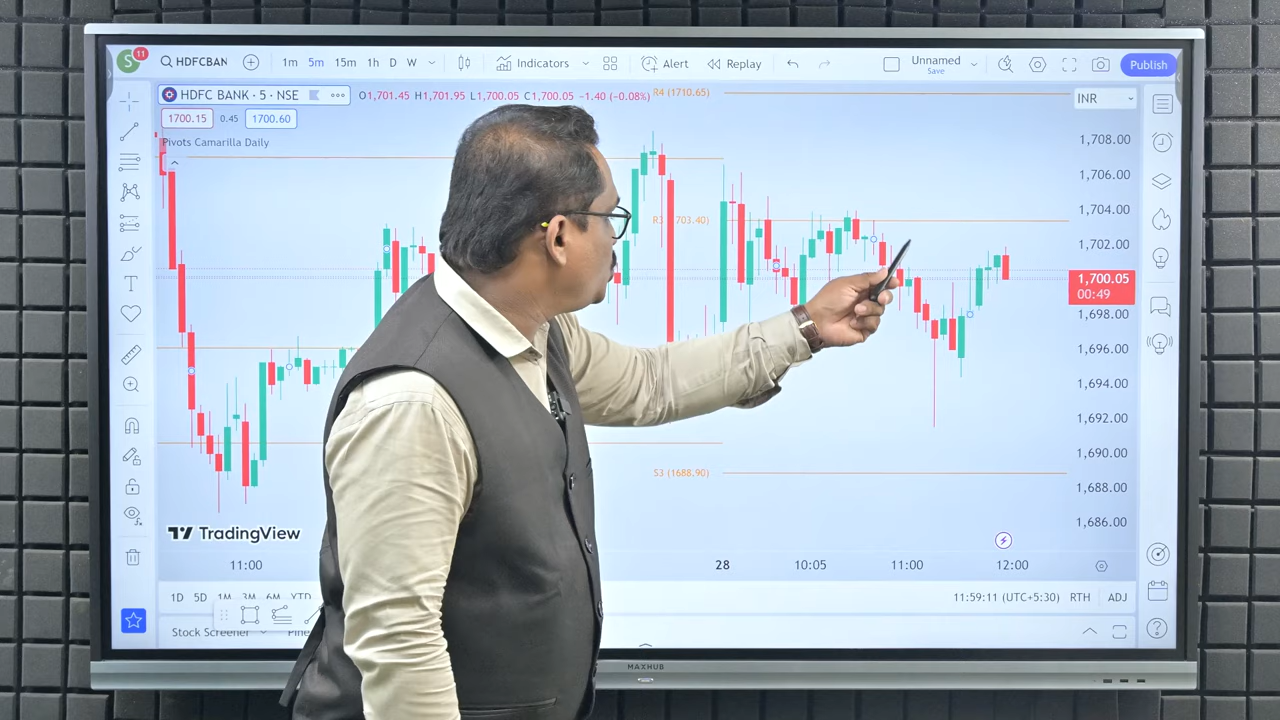 S 11 HDFCBAN 1m 5m 15m 1h D W Indicators Alert Replay Unnamed Publish
Save
HDFC BANK · 5 · NSE O1,701.45 H1,701.95 L1,700.05 C1,700.05 −1.40 (−0.08%) R4 (1710.65) INR
1700.15 0.45 1700.60
Pivots Camarilla Daily
1,708.00
1,706.00
1,704.00
1,702.00
1,700.05
00:49
1,698.00
1,696.00
1,694.00
1,692.00
1,690.00
S3 (1688.90)
1,688.00
1,686.00
TradingView
11:00 28 10:05 11:00 12:00
1D 5D 1M 3M 6M YTD 11:59:11 (UTC+5:30) RTH ADJ
Stock Screener
MAXHUB